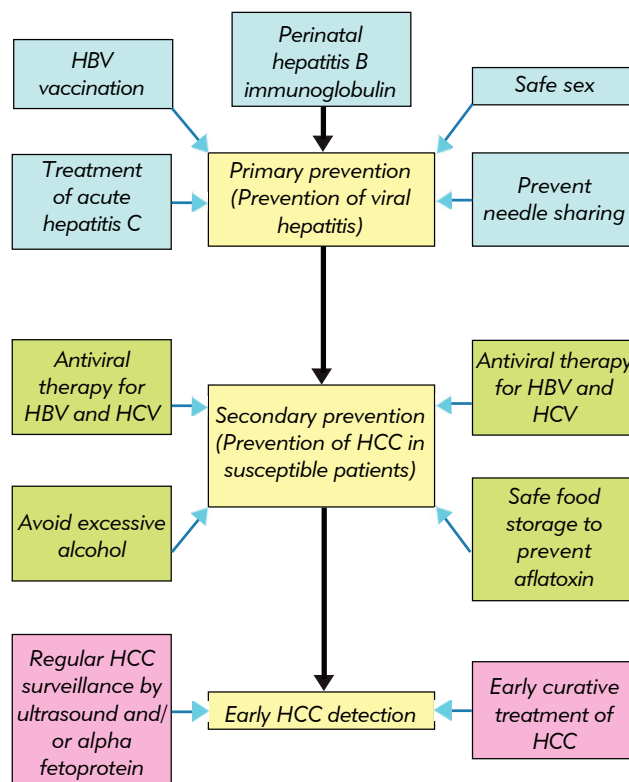 HBV
vaccination
Perinatal
hepatitis B
immunoglobulin
Safe sex
Treatment
of acute
hepatitis C
Primary prevention
(Prevention of viral
hepatitis)
Prevent
needle sharing
Antiviral
therapy for
HBV and HCV
Secondary prevention
(Prevention of HCC in
susceptible patients)
Antiviral therapy
for HBV and
HCV
Avoid excessive
alcohol
Safe food
storage to
prevent
aflatoxin
Regular HCC
surveillance by
ultrasound and/
or alpha
fetoprotein
Early HCC detection
Early curative
treatment of
HCC